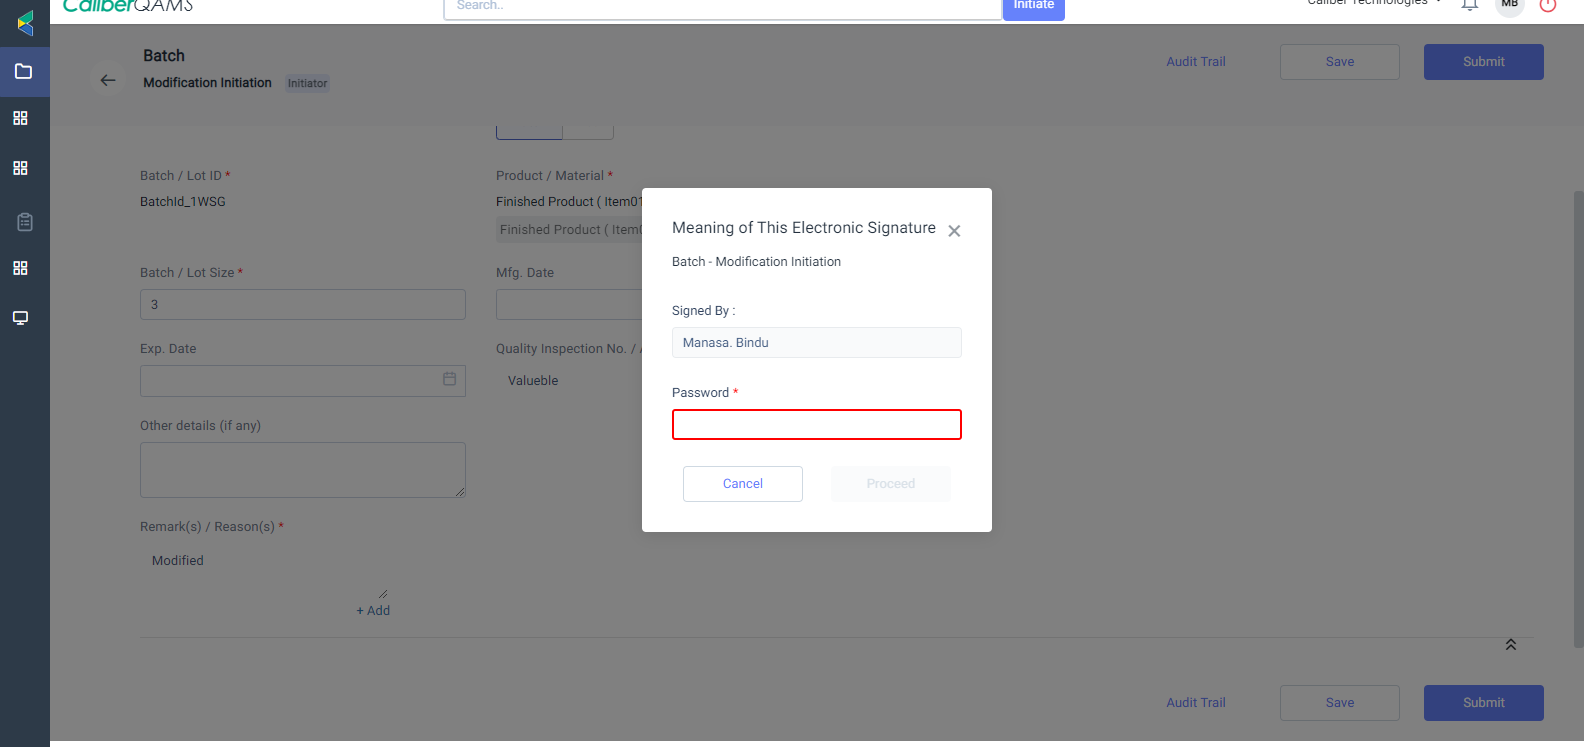 CaliberQAMS
Search..
Initiate
Caliber Technologies
MB
Batch
Modification Initiation
Initiator
Audit Trail
Save
Submit
Batch / Lot ID *
BatchId_1WSG
Product / Material *
Finished Product ( Item01
Finished Product ( Item
Batch / Lot Size *
3
Mfg. Date
Exp. Date
Quality Inspection No. /
Valueble
Other details (if any)
Remark(s) / Reason(s) *
Modified
+ Add
Meaning of This Electronic Signature
Batch - Modification Initiation
Signed By :
Manasa. Bindu
Password *
Cancel
Proceed
Audit Trail
Save
Submit